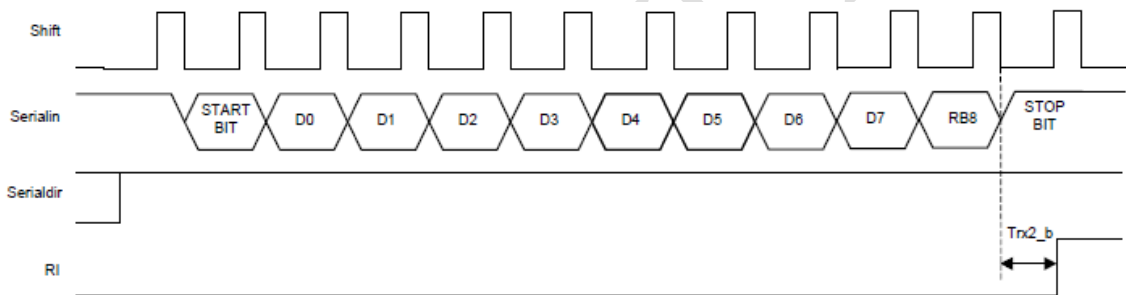 Shift
Serialin
START
BIT
D0
D1
D2
D3
D4
D5
D6
D7
RB8
STOP
BIT
Serialdir
Trx2_b
RI